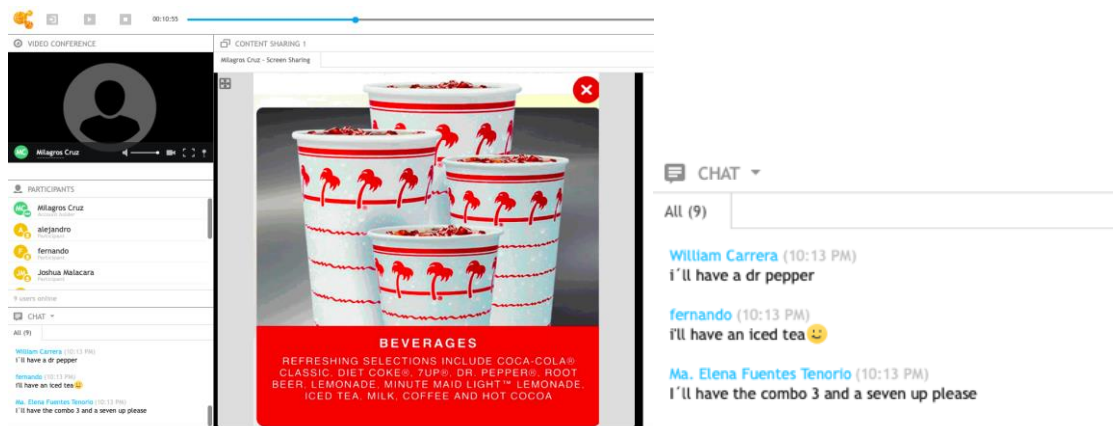 00:10:55
VIDEO CONFERENCE
MC Milagros Cruz
PARTICIPANTS
Milagros Cruz
Account holder
alejandro
Participant
fernando
Participant
Joshua Malacara
Participant
9 users online
CHAT
All (9)
William Carrera (10:13 PM)
i´ll have a dr pepper
fernando (10:13 PM)
i'll have an iced tea
Ma. Elena Fuentes Tenorio (10:13 PM)
I´ll have the combo 3 and a seven up please
CONTENT SHARING 1
Milagros Cruz - Screen Sharing
BEVERAGES
REFRESHING SELECTIONS INCLUDE COCA-COLA®
CLASSIC, DIET COKE®, 7UP®, DR. PEPPER®, ROOT
BEER, LEMONADE, MINUTE MAID LIGHT™ LEMONADE,
ICED TEA, MILK, COFFEE AND HOT COCOA
CHAT
All (9)
William Carrera (10:13 PM)
i´ll have a dr pepper
fernando (10:13 PM)
i'll have an iced tea
Ma. Elena Fuentes Tenorio (10:13 PM)
I´ll have the combo 3 and a seven up please